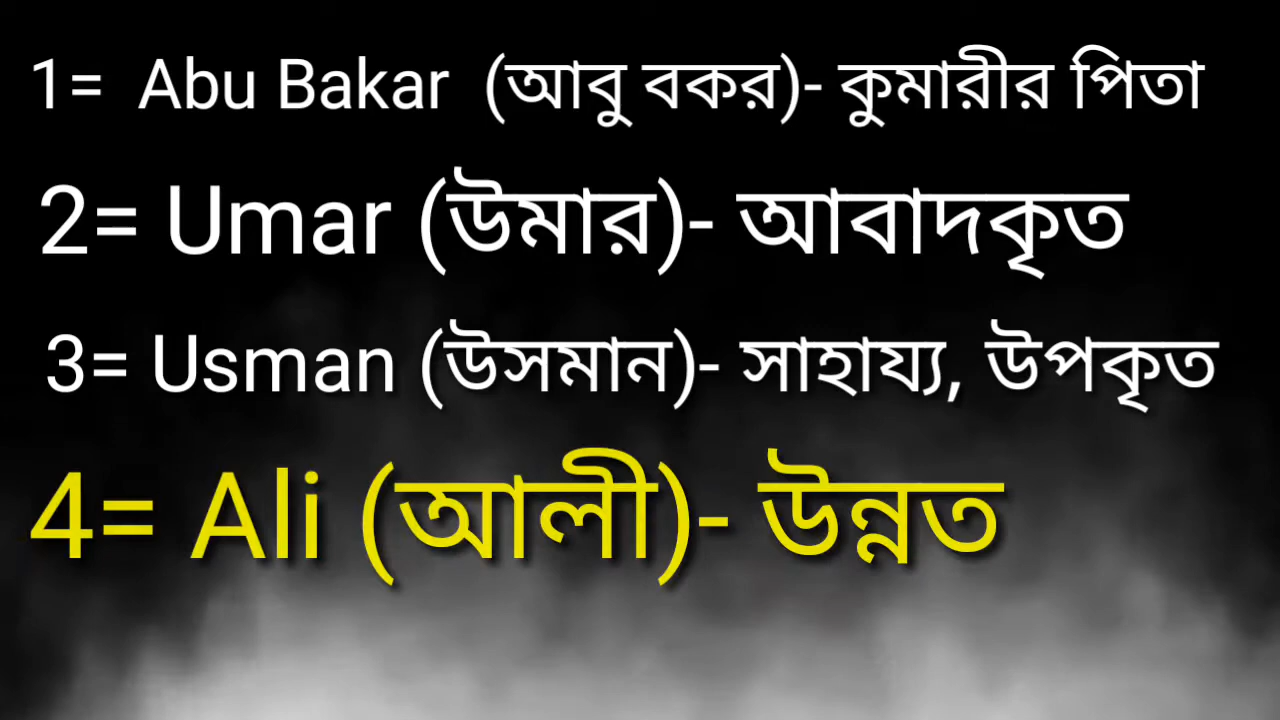 1= Abu Bakar (আবু বকর)- কুমারীর পিতা
2= Umar (উমার)- আবাদকৃত
3= Usman (উসমান)- সাহায্য, উপকৃত
4= Ali (আলী)- উন্নত